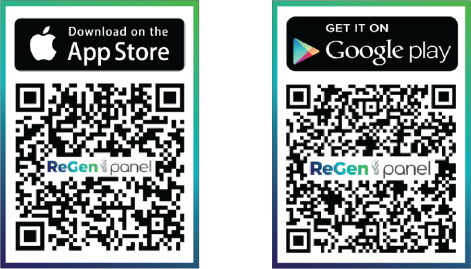 Download on the
App Store
ReGen panel
GET IT ON
Google play
ReGen panel